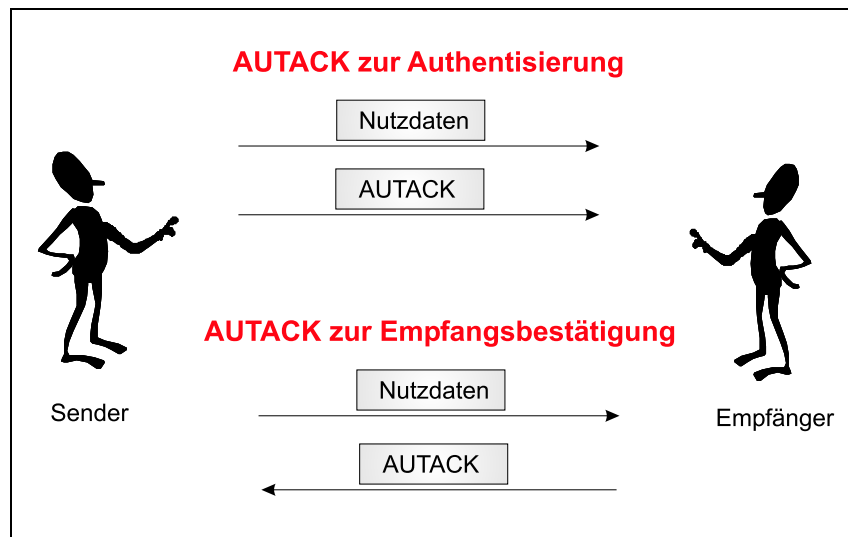 AUTACK zur Authentisierung
Nutzdaten
AUTACK
AUTACK zur Empfangsbestätigung
Nutzdaten
Sender
Empfänger
AUTACK